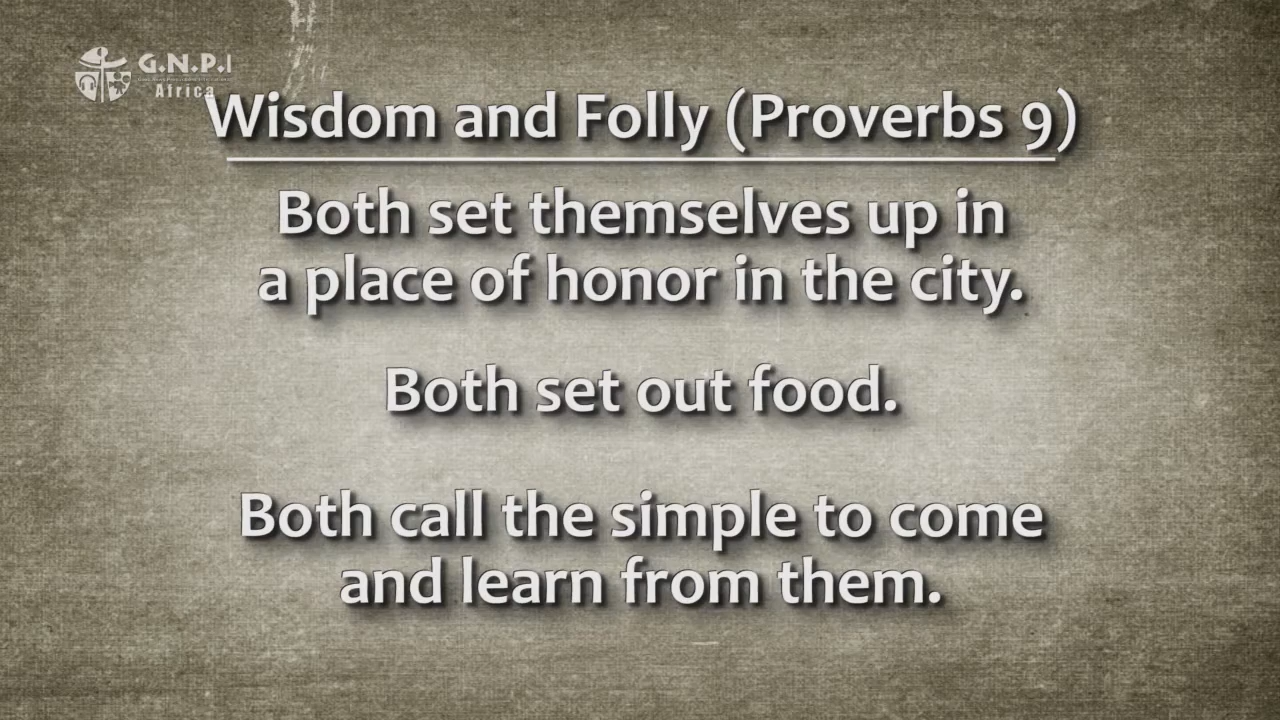 G.N.P.I
Africa
Wisdom and Folly (Proverbs 9)
Both set themselves up in
a place of honor in the city.
Both set out food.
Both call the simple to come
and learn from them.